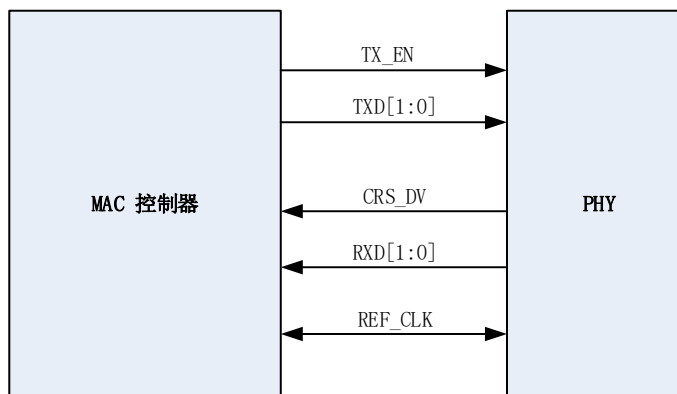 TX_EN
TXD[1:0]
MAC 控制器
CRS_DV
PHY
RXD[1:0]
REF_CLK